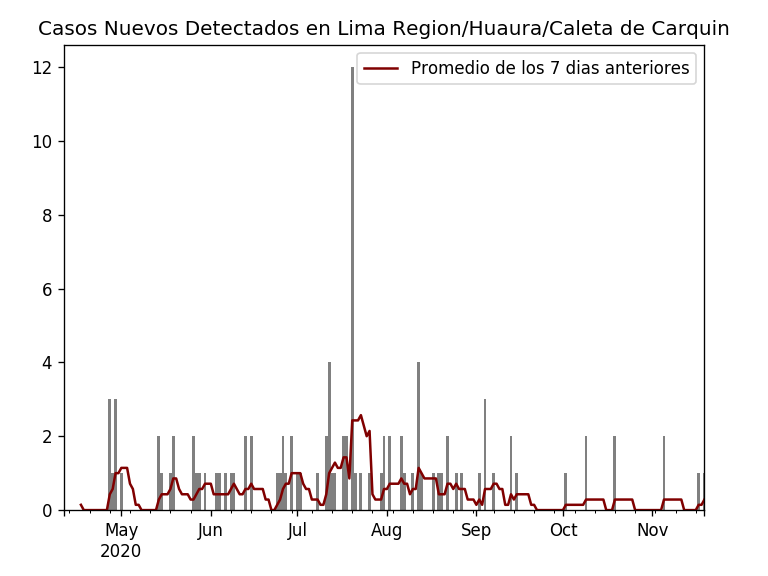 Casos Nuevos Detectados en Lima Region/Huaura/Caleta de Carquin
Promedio de los 7 dias anteriores
12
10
8
6
4
2
0
May Jun Jul Aug Sep Oct Nov
2020